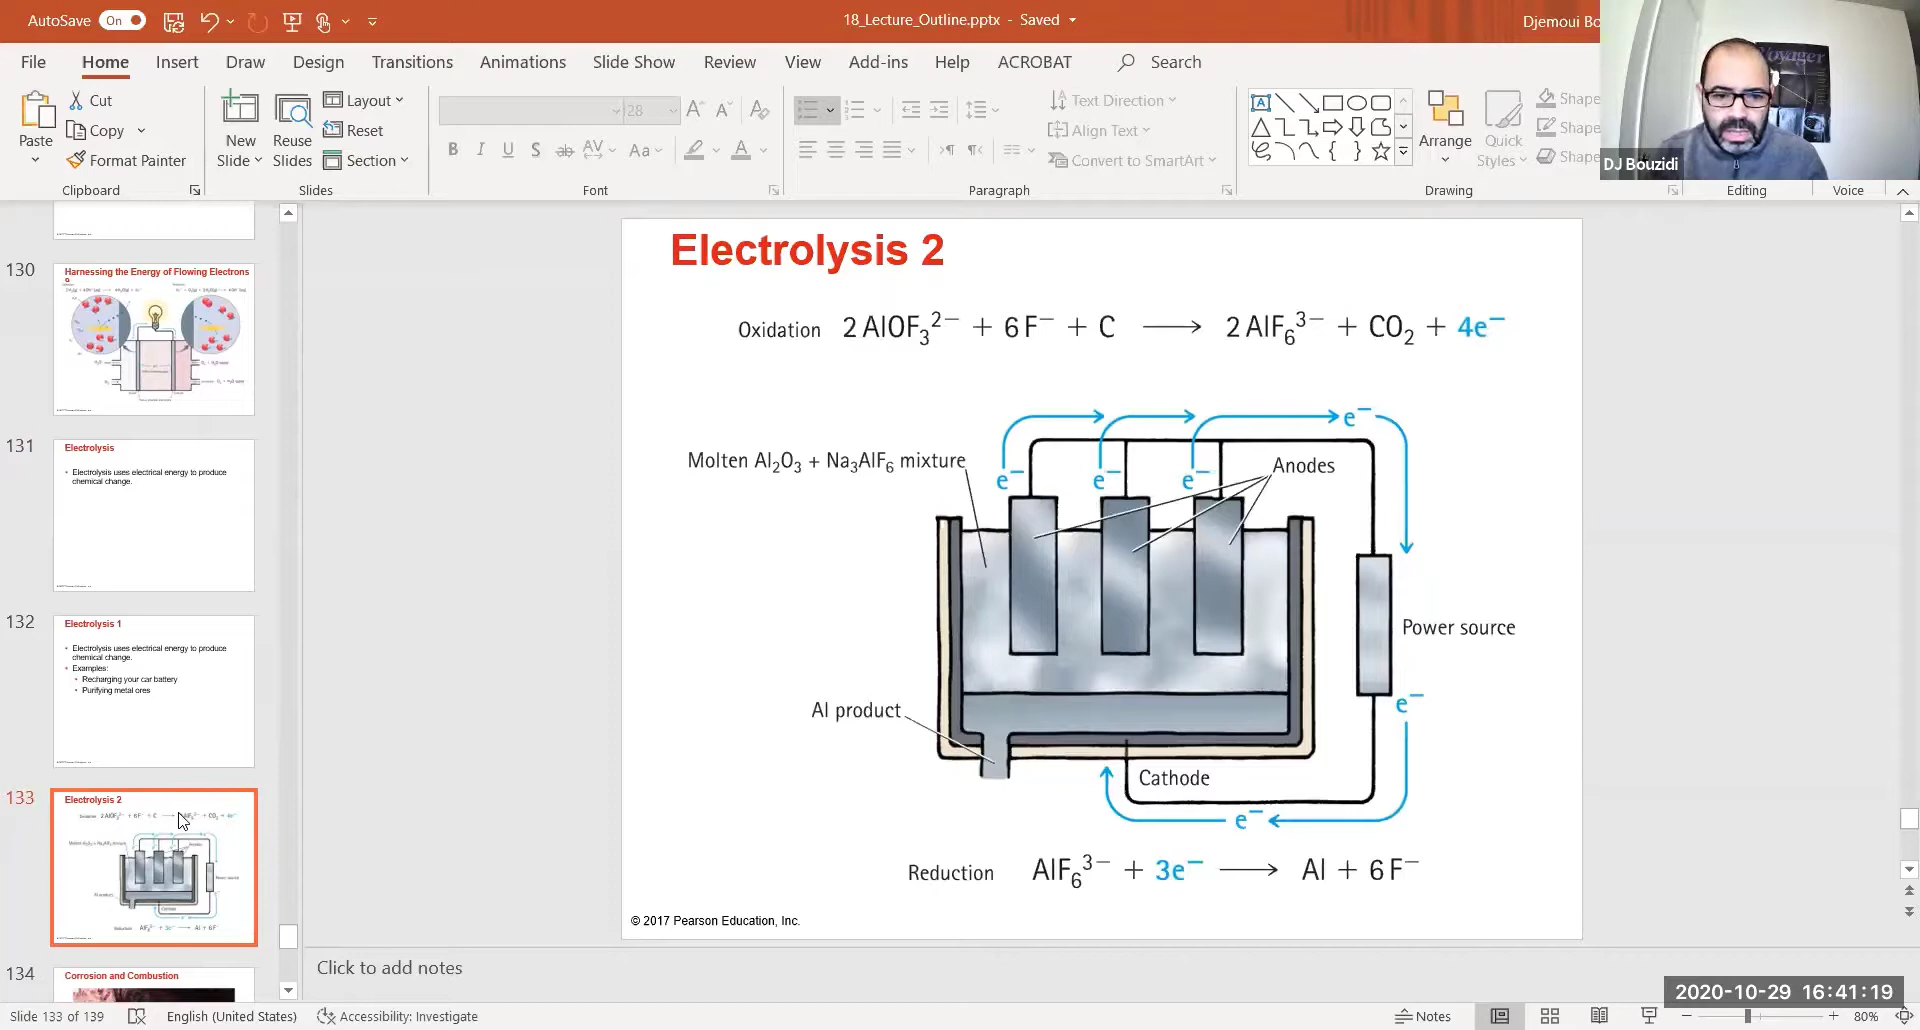 AutoSave On
18_Lecture_Outline.pptx - Saved
Djemoui Bo
Voyager
File Home Insert Draw Design Transitions Animations Slide Show Review View Add-ins Help ACROBAT Search
Paste
Cut
Copy
Format Painter
Clipboard
New Slide
Reuse Slides
Layout
Reset
Section
Slides
28
B I U S ab AV Aa A
Font
Text Direction
Align Text
Convert to SmartArt
Paragraph
Arrange
Quick Styles
Shape
Shape
Shape
Drawing
Editing
Voice
DJ Bouzidi
130
Harnessing the Energy of Flowing Electrons
131
Electrolysis
• Electrolysis uses electrical energy to produce
chemical change.
132
Electrolysis 1
• Electrolysis uses electrical energy to produce
chemical change.
• Examples:
• Recharging your car battery
• Purifying metal ores
133
Electrolysis 2
134
Corrosion and Combustion
Electrolysis 2
Oxidation 2 AlOF₃²⁻ + 6 F⁻ + C ⟶ 2 AlF₆³⁻ + CO₂ + 4e⁻
e⁻
Molten Al₂O₃ + Na₃AlF₆ mixture
Anodes
e⁻ e⁻ e⁻
Power source
e⁻
Al product
Cathode
e⁻
Reduction AlF₆³⁻ + 3e⁻ ⟶ Al + 6 F⁻
© 2017 Pearson Education, Inc.
Click to add notes
2020-10-29 16:41:19
Slide 133 of 139 English (United States) Accessibility: Investigate Notes 80%